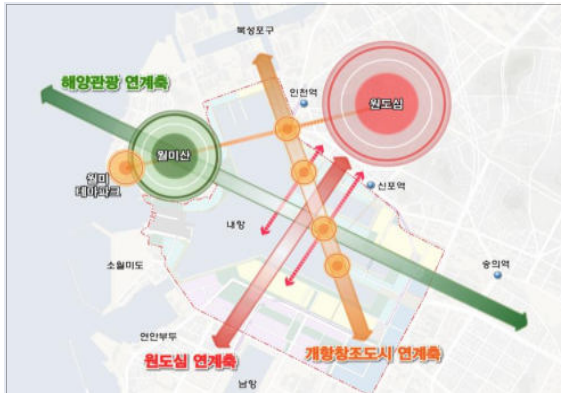 북성포구
해양관광 연계축
인천역
원도심
월미산
월미
테마파크
신포역
내항
소월미도
숭의역
연안부두
원도심 연계축
개항창조도시 연계축
남항